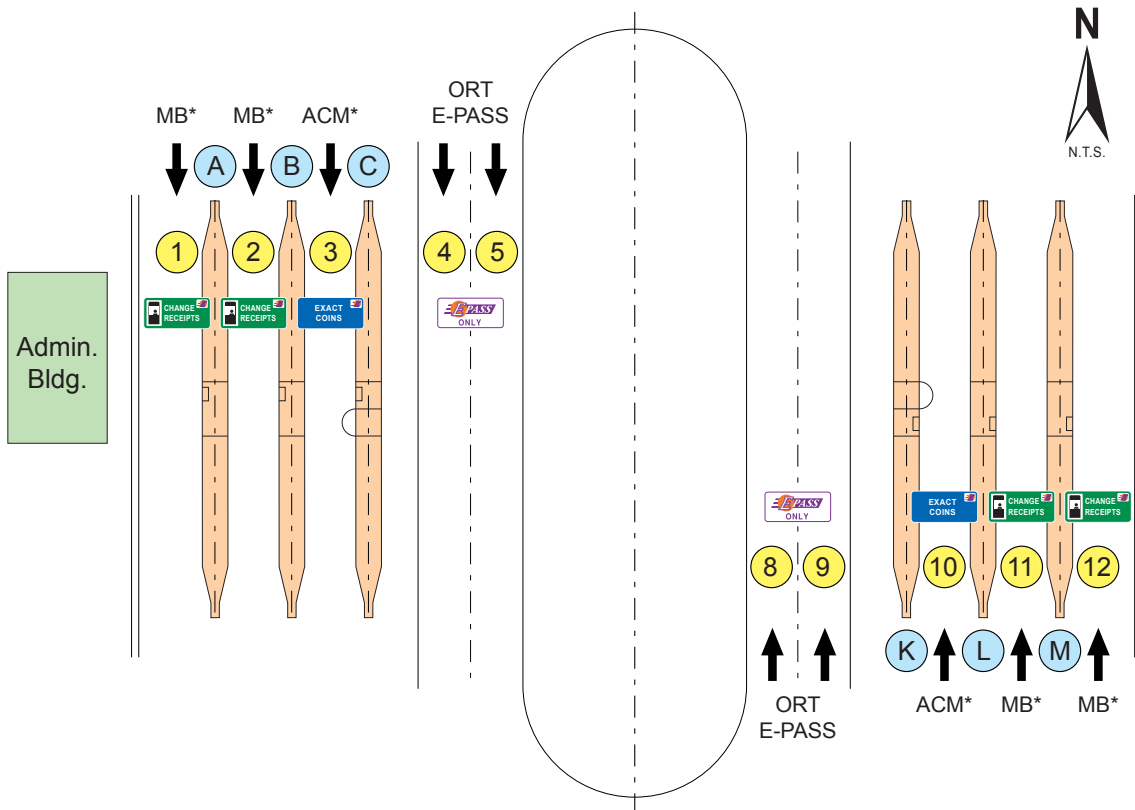 N
N.T.S.
ORT
E-PASS
MB*
MB*
ACM*
A
B
C
1
2
3
4
5
CHANGE
RECEIPTS
CHANGE
RECEIPTS
EXACT
COINS
E-PASS
ONLY
Admin.
Bldg.
E-PASS
ONLY
EXACT
COINS
CHANGE
RECEIPTS
CHANGE
RECEIPTS
8
9
10
11
12
K
L
M
ORT
E-PASS
ACM*
MB*
MB*